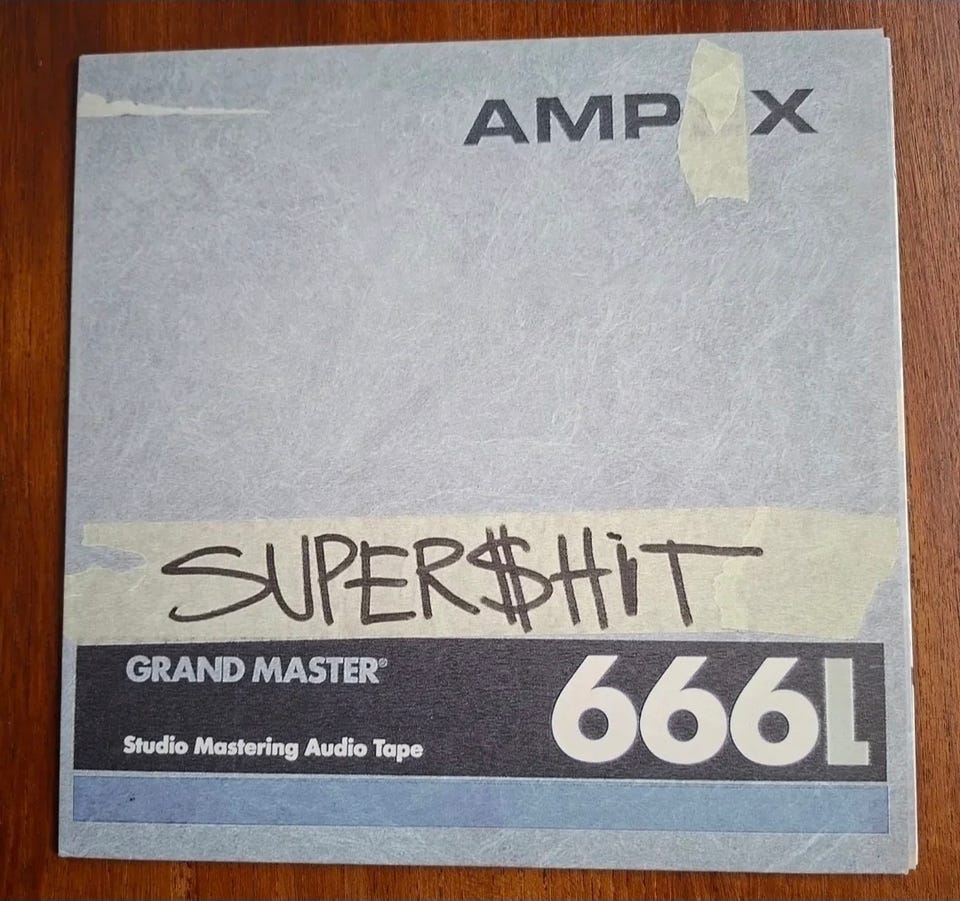 AMP X
SUPER$HiT
GRAND MASTER®
666L
Studio Mastering Audio Tape